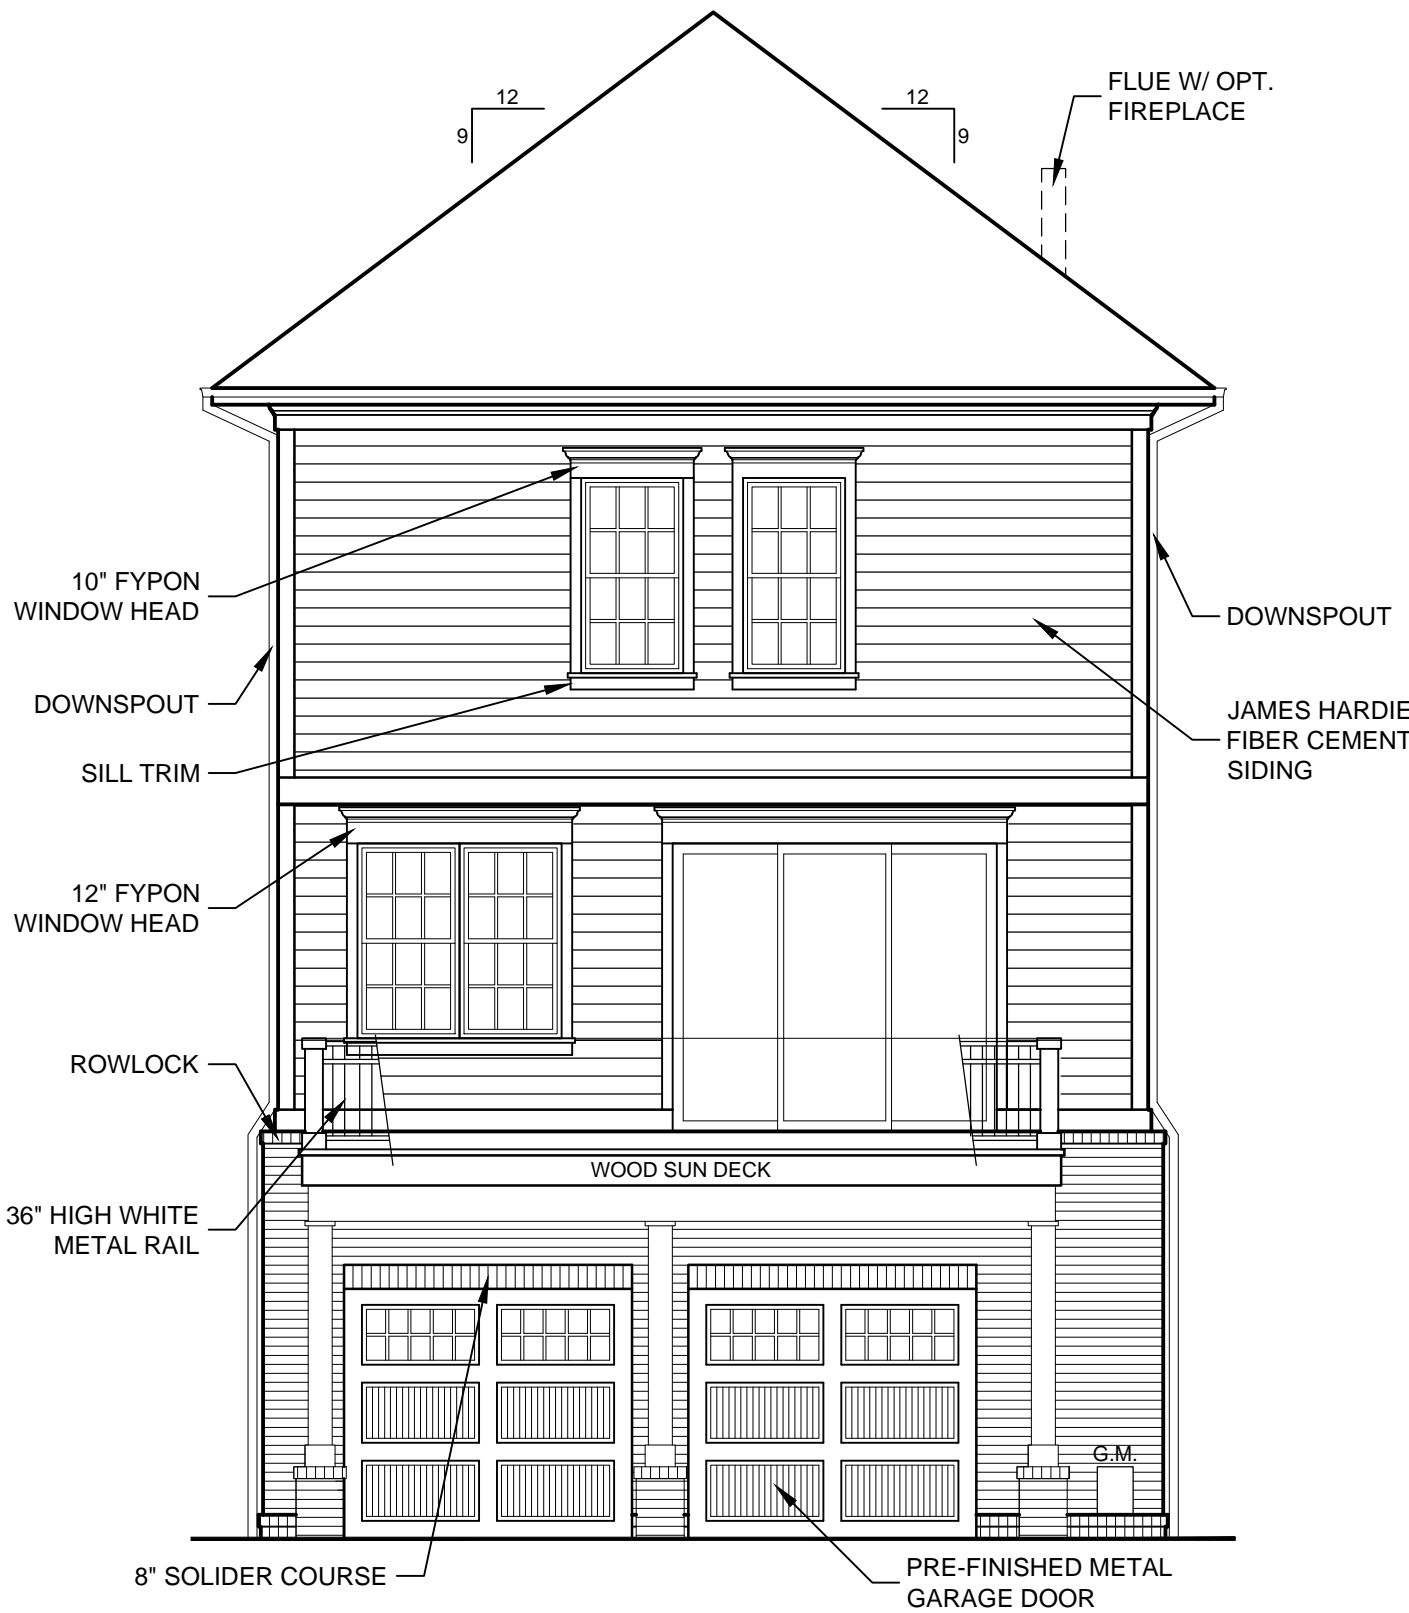 12
9
12
9
FLUE W/ OPT.
FIREPLACE
10" FYPON
WINDOW HEAD
DOWNSPOUT
SILL TRIM
DOWNSPOUT
JAMES HARDIE
FIBER CEMENT
SIDING
12" FYPON
WINDOW HEAD
ROWLOCK
WOOD SUN DECK
36" HIGH WHITE
METAL RAIL
G.M.
8" SOLIDER COURSE
PRE-FINISHED METAL
GARAGE DOOR